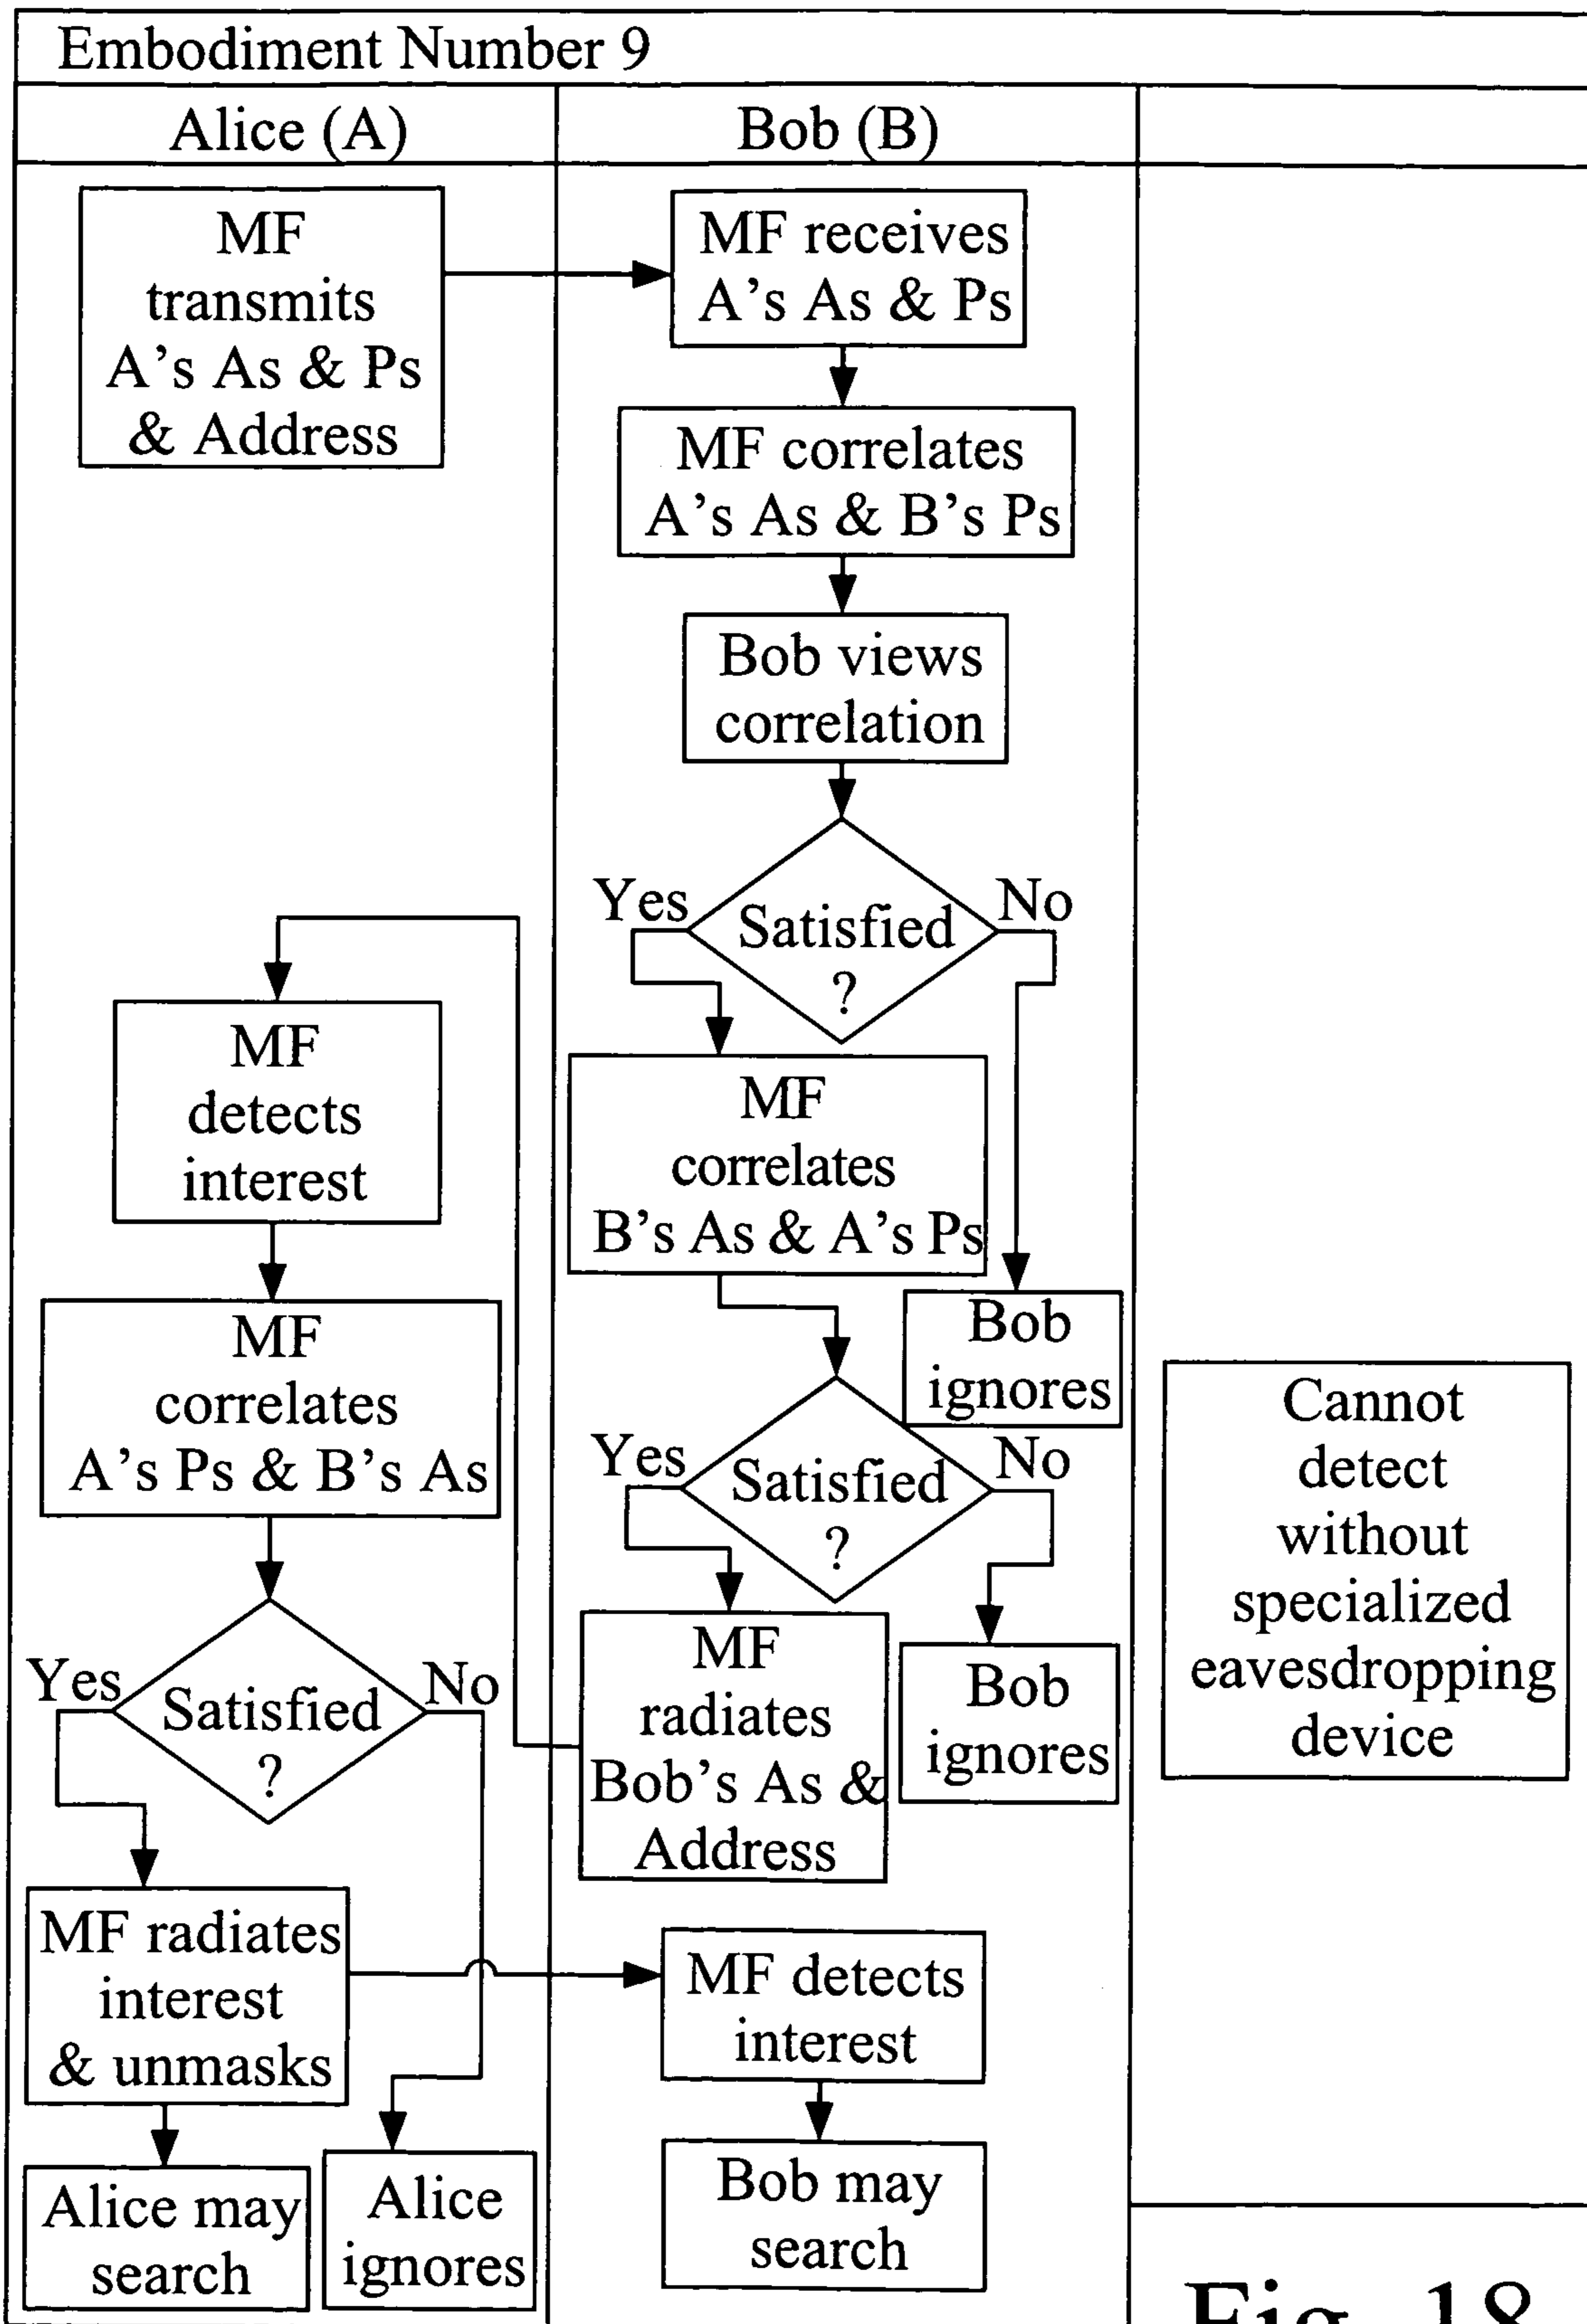 Embodiment Number 9
Alice (A)
Bob (B)
MF
transmits
A's As & Ps
& Address
MF receives
A's As & Ps
MF correlates
A's As & B's Ps
Bob views
correlation
Yes
No
Satisfied
?
MF
correlates
B's As & A's Ps
Bob
ignores
Yes
No
Satisfied
?
MF
radiates
Bob's As &
Address
Bob
ignores
MF
detects
interest
MF
correlates
A's Ps & B's As
Yes
No
Satisfied
?
MF radiates
interest
& unmasks
Alice may
search
Alice
ignores
MF detects
interest
Bob may
search
Cannot
detect
without
specialized
eavesdropping
device
Fig. 18